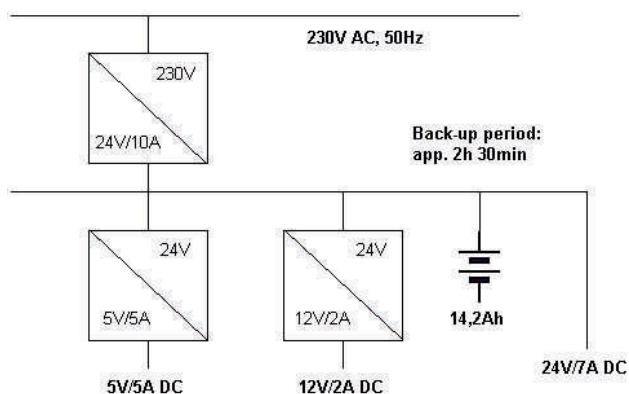 230V AC, 50Hz
230V
24V/10A
Back-up period:
app. 2h 30min
24V
5V/5A
24V
12V/2A
14,2Ah
5V/5A DC
12V/2A DC
24V/7A DC